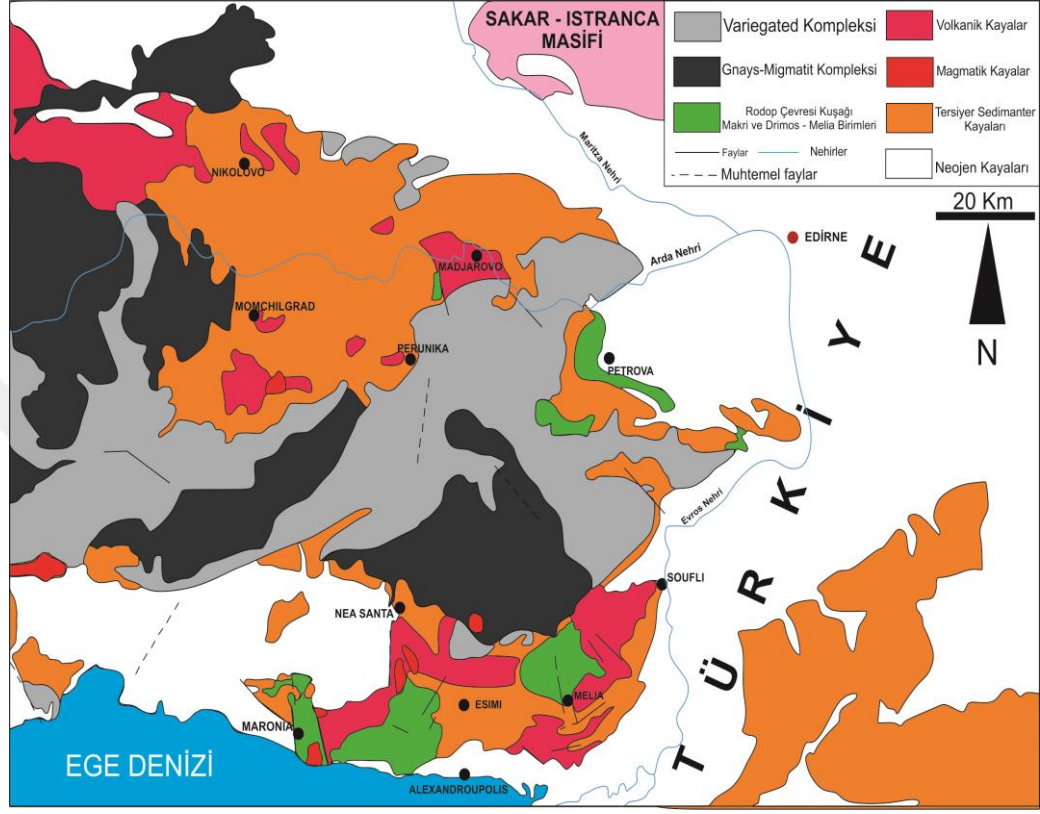 SAKAR - ISTRANCA
MASİFİ
Variegated Kompleksi
Volkanik Kayalar
Gnays-Migmatit Kompleksi
Magmatik Kayalar
Rodop Çevresi Kuşağı
Makri ve Drimos - Melia Birimleri
Tersiyer Sedimanter
Kayaları
Faylar
Nehirler
Muhtemel faylar
Neojen Kayaları
20 Km
N
Maritza Nehri
NIKOLOVO
EDİRNE
Arda Nehri
MADJAROVO
MOMCHILGRAD
PERUNIKA
PETROVA
TÜRKİYE
Evros Nehri
SOUFLI
NEA SANTA
MELIA
ESIMI
MARONIA
EGE DENİZİ
ALEXANDROUPOLIS